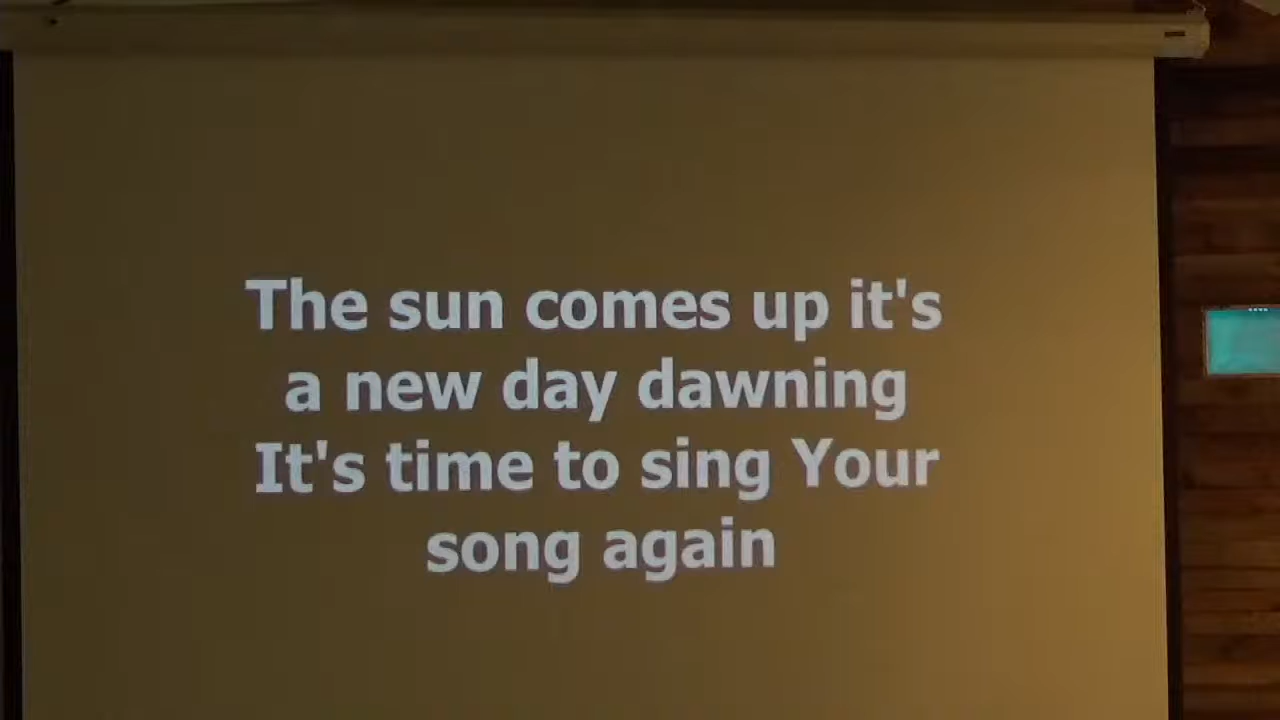 The sun comes up it's
a new day dawning
It's time to sing Your
song again